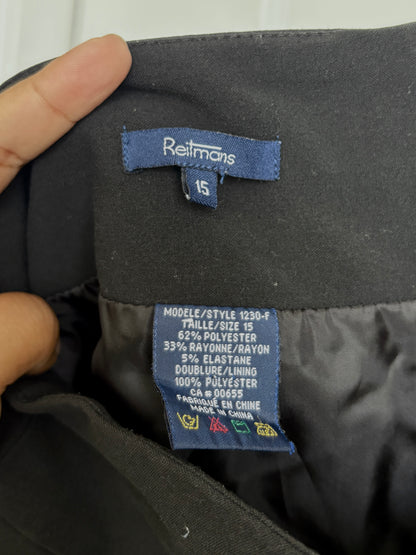 Reitmans
15
MODELE/STYLE 1230-F
TAILLE/SIZE 15
62% POLYESTER
33% RAYONNE/RAYON
5% ELASTANE
DOUBLURE/LINING
100% PULYESTER
CA # 00655
FABRIQUÉ EN CHINE
MADE IN CHINA